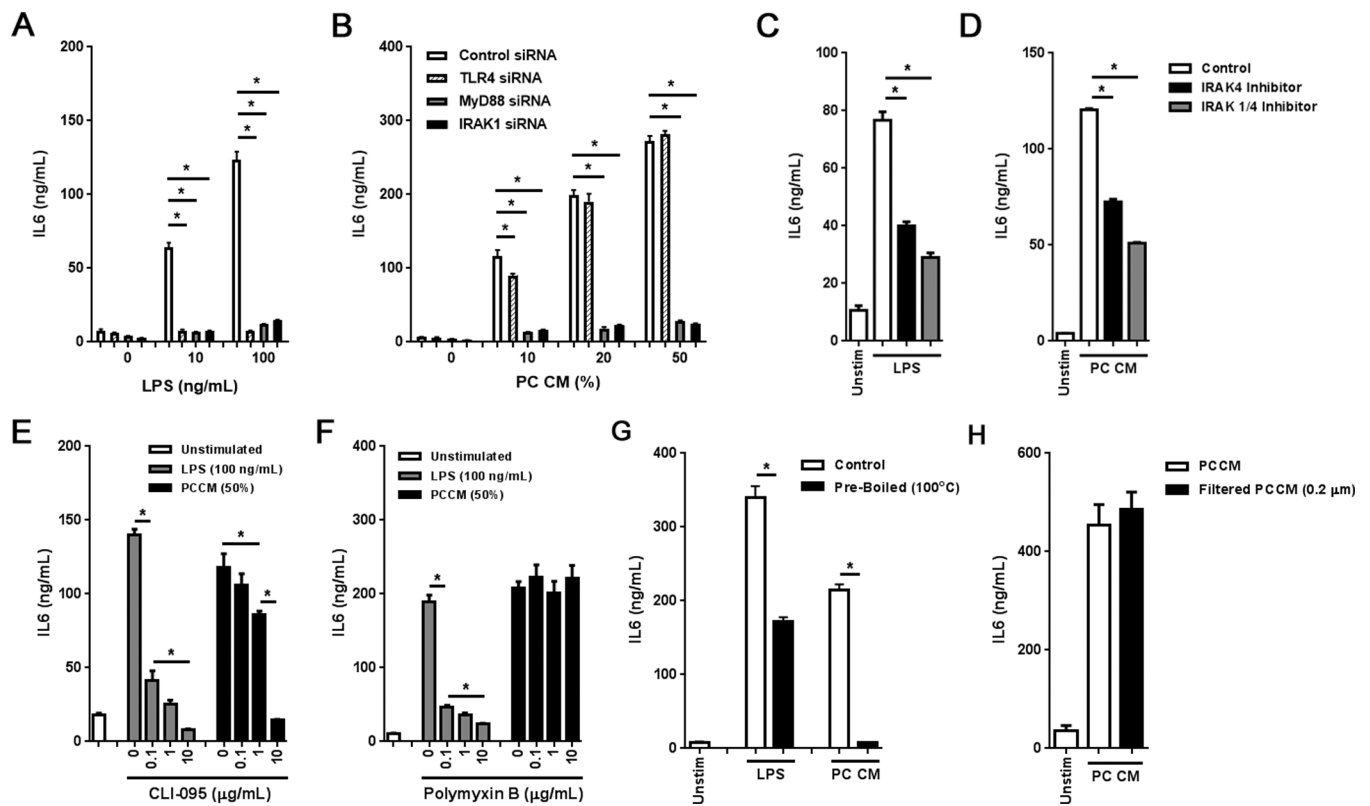 A
200
150
100
50
0
IL6 (ng/mL)
*
*
*
*
*
*
0
10
100
LPS (ng/mL)
B
400
300
200
100
0
IL6 (ng/mL)
Control siRNA
TLR4 siRNA
MyD88 siRNA
IRAK1 siRNA
*
*
*
*
*
*
*
0
10
20
50
PC CM (%)
C
100
80
60
40
20
0
IL6 (ng/mL)
*
*
Unstim
LPS
D
150
100
50
0
IL6 (ng/mL)
*
*
Control
IRAK4 Inhibitor
IRAK 1/4 Inhibitor
Unstim
PC CM
E
200
150
100
50
0
IL6 (ng/mL)
Unstimulated
LPS (100 ng/mL)
PCCM (50%)
*
*
*
*
0
0.1
1
10
0
0.1
1
10
CLI-095 (µg/mL)
F
400
300
200
100
0
IL6 (ng/mL)
Unstimulated
LPS (100 ng/mL)
PCCM (50%)
*
*
0
0.1
1
10
0
0.1
1
10
Polymyxin B (µg/mL)
G
400
300
200
100
0
IL6 (ng/mL)
Control
Pre-Boiled (100°C)
*
*
Unstim
LPS
PC CM
H
600
400
200
0
IL6 (ng/mL)
PCCM
Filtered PCCM (0.2 µm)
Unstim
PC CM